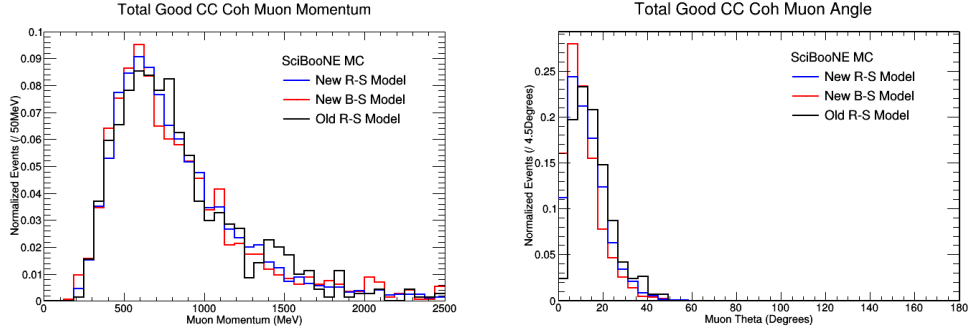 Total Good CC Coh Muon Momentum
Normalized Events (/ 50MeV)
0.1
0.09
0.08
0.07
0.06
0.05
0.04
0.03
0.02
0.01
0
SciBooNE MC
New R-S Model
New B-S Model
Old R-S Model
0 500 1000 1500 2000 2500
Muon Momentum (MeV)
Total Good CC Coh Muon Angle
Normalized Events (/ 4.5Degrees)
0.25
0.2
0.15
0.1
0.05
0
SciBooNE MC
New R-S Model
New B-S Model
Old R-S Model
0 20 40 60 80 100 120 140 160 180
Muon Theta (Degrees)